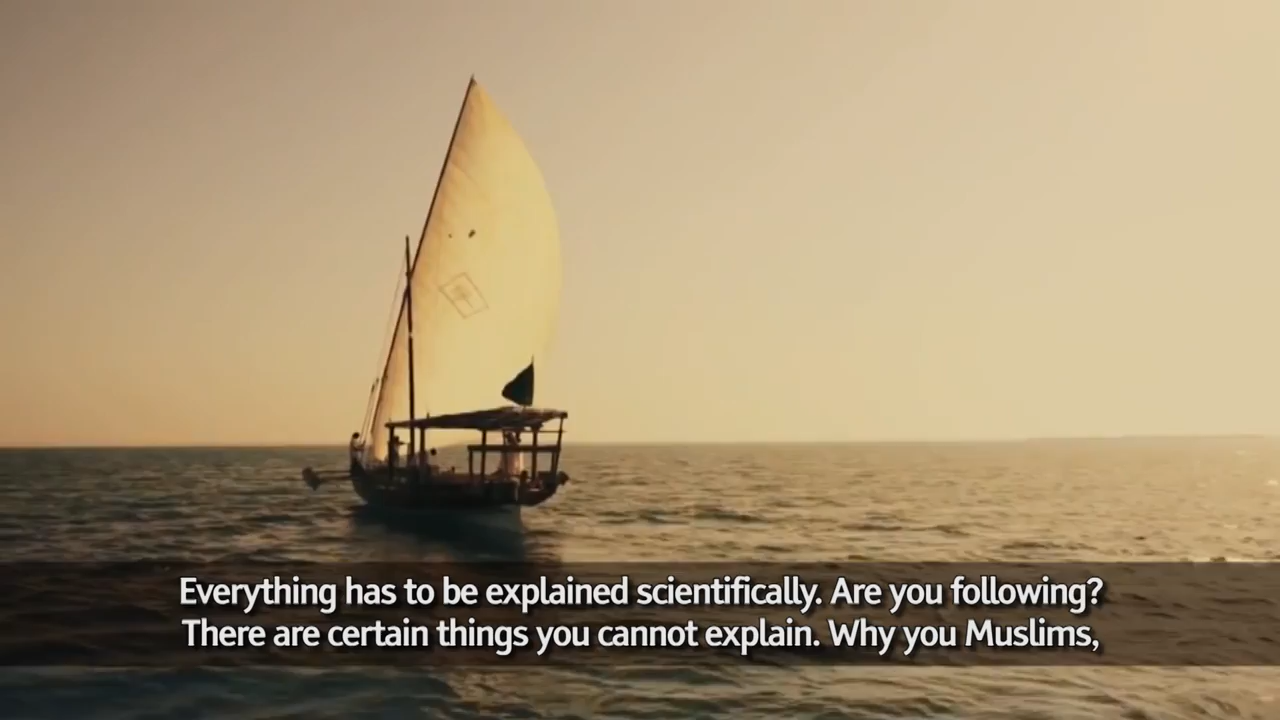 Everything has to be explained scientifically. Are you following?
There are certain things you cannot explain. Why you Muslims,